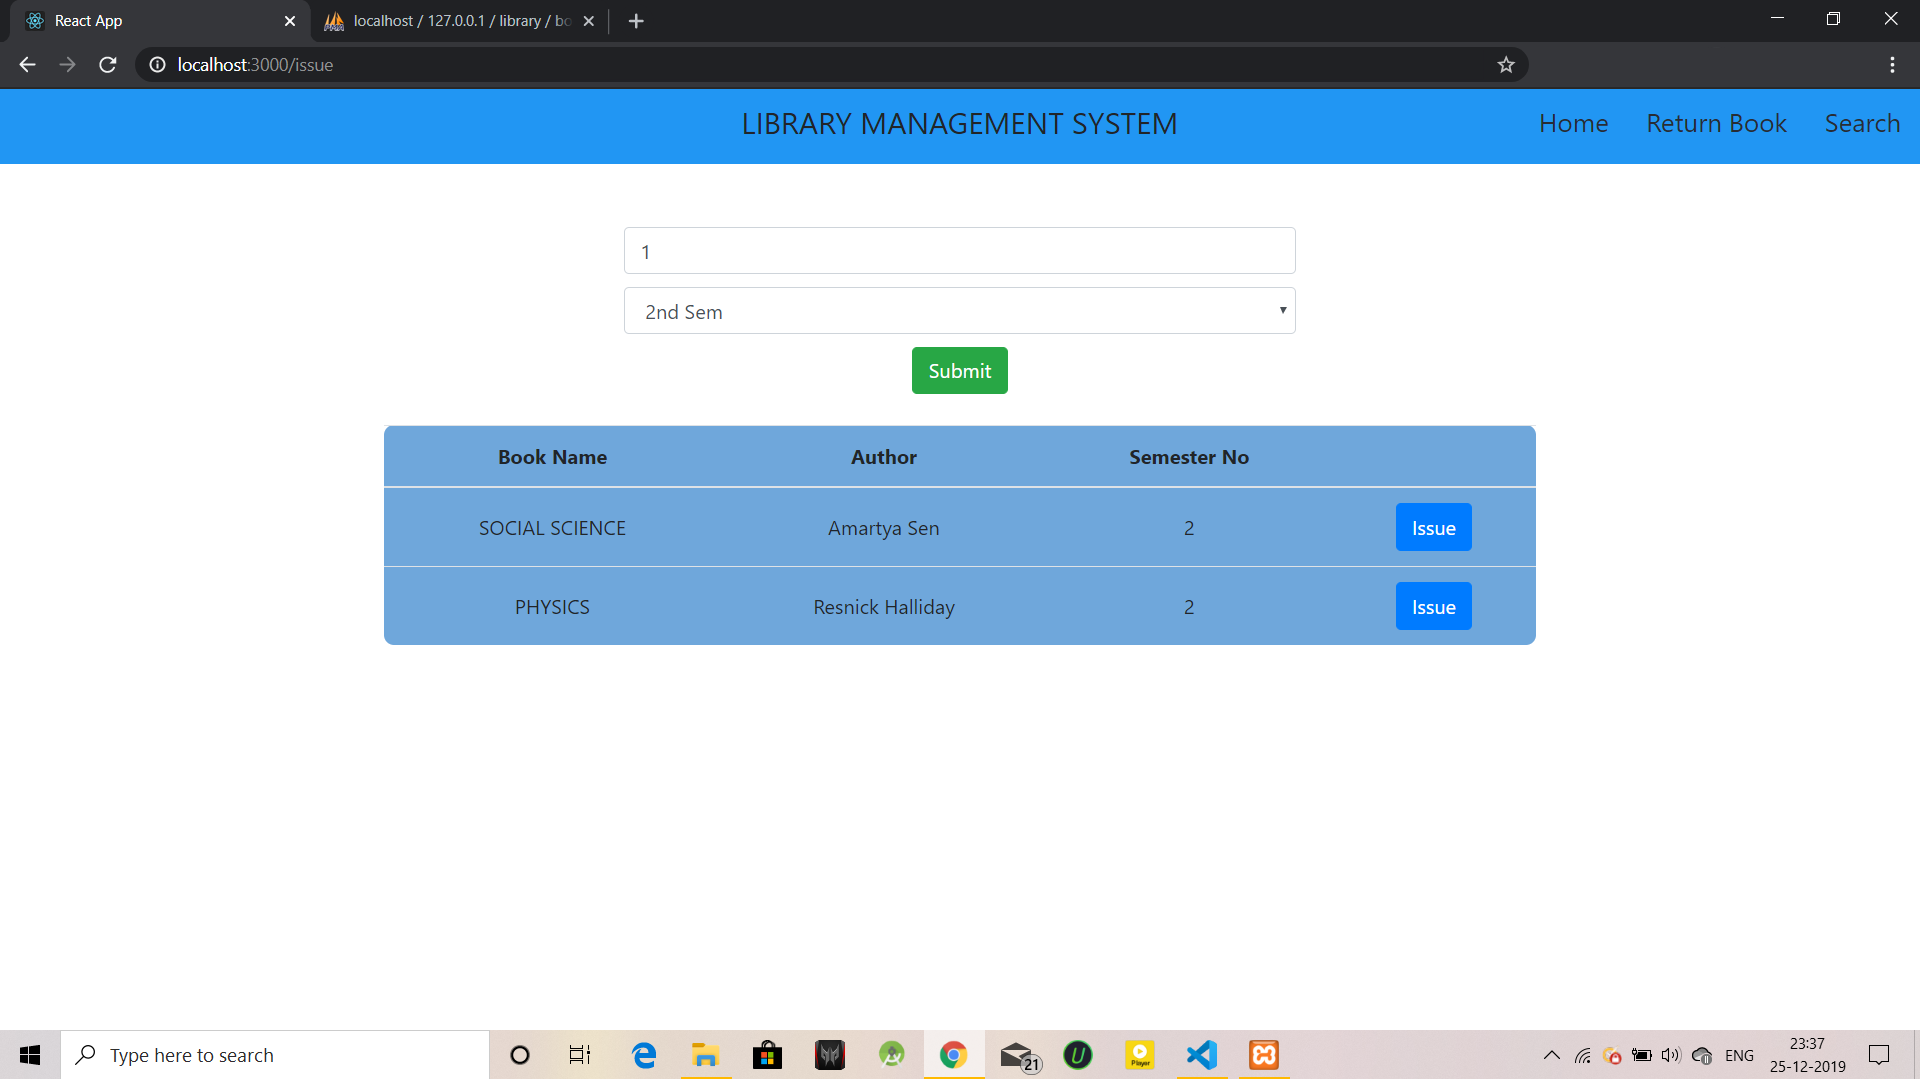 React App
localhost / 127.0.0.1 / library / bo
localhost:3000/issue
LIBRARY MANAGEMENT SYSTEM
Home Return Book Search
1
2nd Sem
Submit
Book Name Author Semester No
SOCIAL SCIENCE Amartya Sen 2 Issue
PHYSICS Resnick Halliday 2 Issue
Type here to search
21
Player
ENG
23:37
25-12-2019